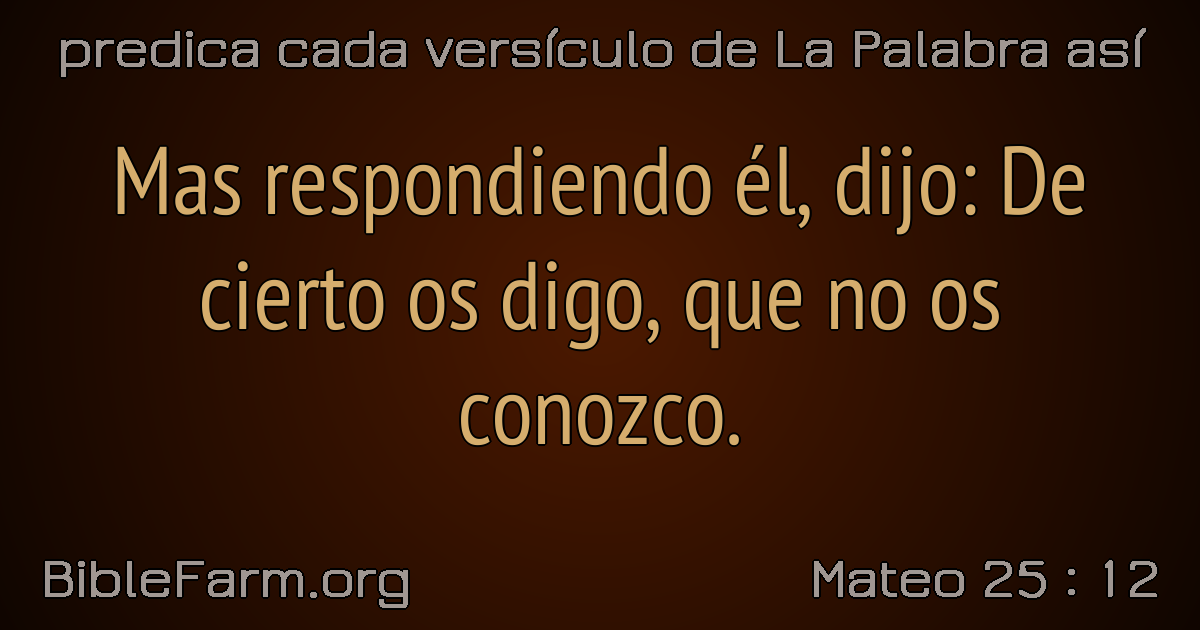 predica cada versículo de La Palabra así
Mas respondiendo él, dijo: De
cierto os digo, que no os
conozco.
BibleFarm.org
Mateo 25 : 12